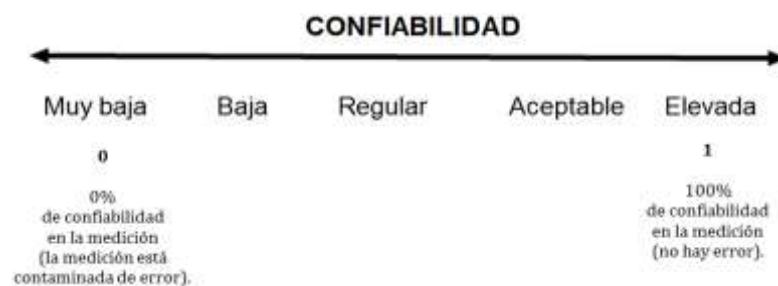 CONFIABILIDAD
Muy baja Baja Regular Aceptable Elevada
0 1
0%
de confiabilidad
en la medición
(la medición está
contaminada de error).
100%
de confiabilidad
en la medición
(no hay error).